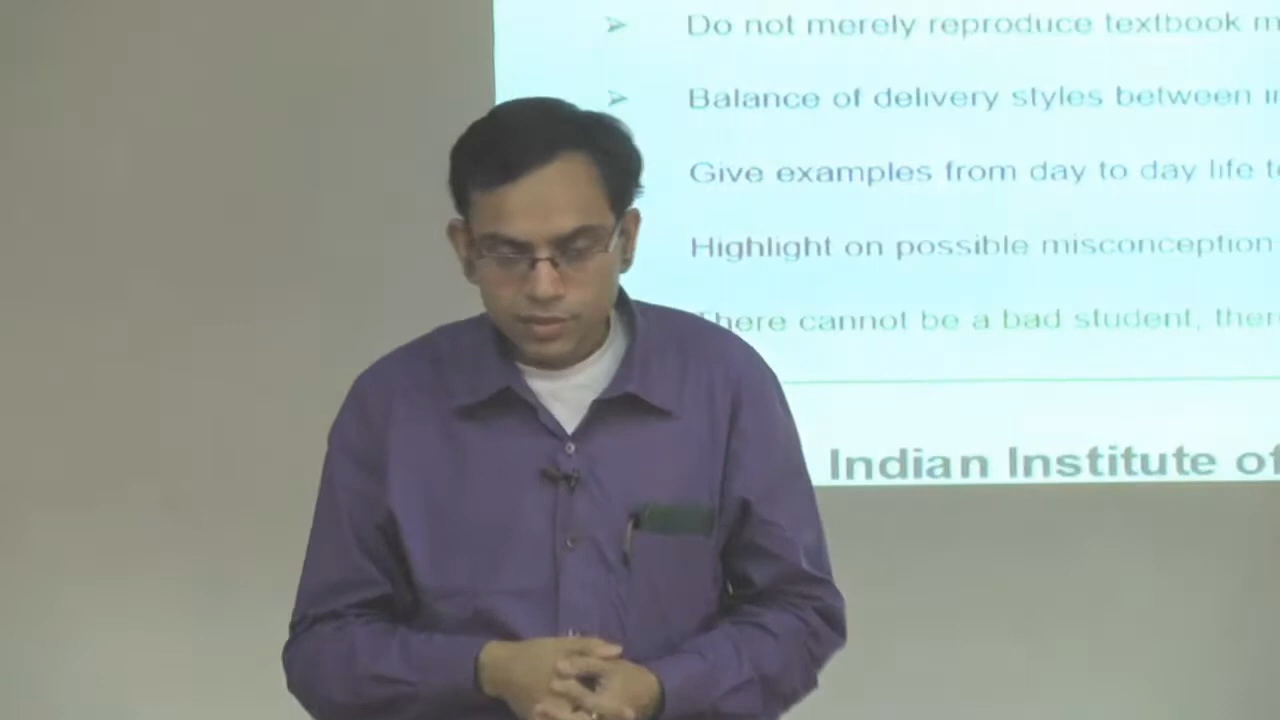 Do not merely reproduce textbook
Balance of delivery styles between
Give examples from day to day life
Highlight on possible misconception
There cannot be a bad student,
Indian Institute of